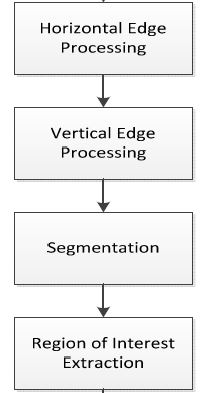 Horizontal Edge
Processing
Vertical Edge
Processing
Segmentation
Region of Interest
Extraction